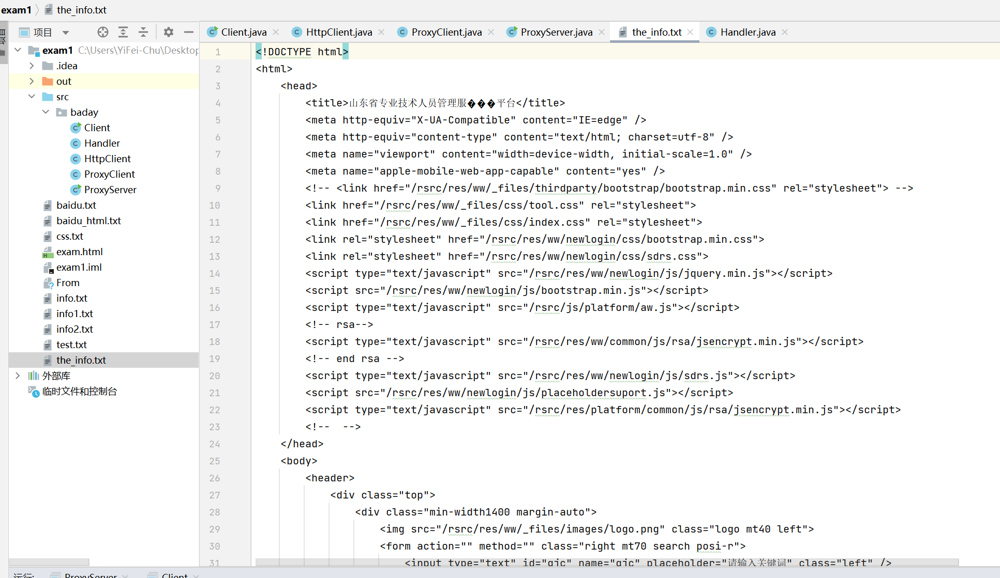 exam1 the_info.txt
项目
Client.java HttpClient.java ProxyClient.java ProxyServer.java the_info.txt Handler.java
exam1 C:\Users\YiFei-Chu\Desktop
.idea
out
src
baday
Client
Handler
HttpClient
ProxyClient
ProxyServer
baidu.txt
baidu_html.txt
css.txt
exam.html
exam1.iml
From
info.txt
info1.txt
info2.txt
test.txt
the_info.txt
外部库
临时文件和控制台
1 <!DOCTYPE html>
2 <html>
3 <head>
4 <title>山东省专业技术人员管理服���平台</title>
5 <meta http-equiv="X-UA-Compatible" content="IE=edge" />
6 <meta http-equiv="content-type" content="text/html; charset=utf-8" />
7 <meta name="viewport" content="width=device-width, initial-scale=1.0" />
8 <meta name="apple-mobile-web-app-capable" content="yes" />
9 <!-- <link href="/rsrc/res/ww/_files/thirdparty/bootstrap/bootstrap.min.css" rel="stylesheet"> -->
10 <link href="/rsrc/res/ww/_files/css/tool.css" rel="stylesheet">
11 <link href="/rsrc/res/ww/_files/css/index.css" rel="stylesheet">
12 <link rel="stylesheet" href="/rsrc/res/ww/newlogin/css/bootstrap.min.css">
13 <link rel="stylesheet" href="/rsrc/res/ww/newlogin/css/sdrs.css">
14 <script type="text/javascript" src="/rsrc/res/ww/newlogin/js/jquery.min.js"></script>
15 <script src="/rsrc/res/ww/newlogin/js/bootstrap.min.js"></script>
16 <script type="text/javascript" src="/rsrc/js/platform/aw.js"></script>
17 <!-- rsa-->
18 <script type="text/javascript" src="/rsrc/res/ww/common/js/rsa/jsencrypt.min.js"></script>
19 <!-- end rsa -->
20 <script type="text/javascript" src="/rsrc/res/ww/newlogin/js/sdrs.js"></script>
21 <script src="/rsrc/res/ww/newlogin/js/placeholdersuport.js"></script>
22 <script type="text/javascript" src="/rsrc/res/platform/common/js/rsa/jsencrypt.min.js"></script>
23 <!--  -->
24 </head>
25 <body>
26 <header>
27 <div class="top">
28 <div class="min-width1400 margin-auto">
29 <img src="/rsrc/res/ww/_files/images/logo.png" class="logo mt40 left">
30 <form action="" method="" class="right mt70 search posi-r">
31 <input type="text" id="gjc" name="gjc" placeholder="请输入关键词" class="left" />
运行: ProxyServer Client